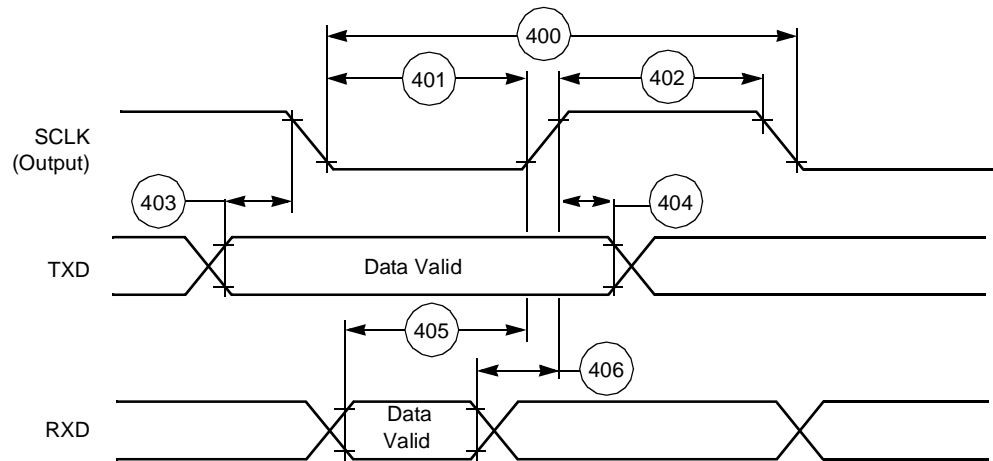 400
401
402
SCLK
(Output)
403
404
TXD
Data Valid
405
406
RXD
Data
Valid